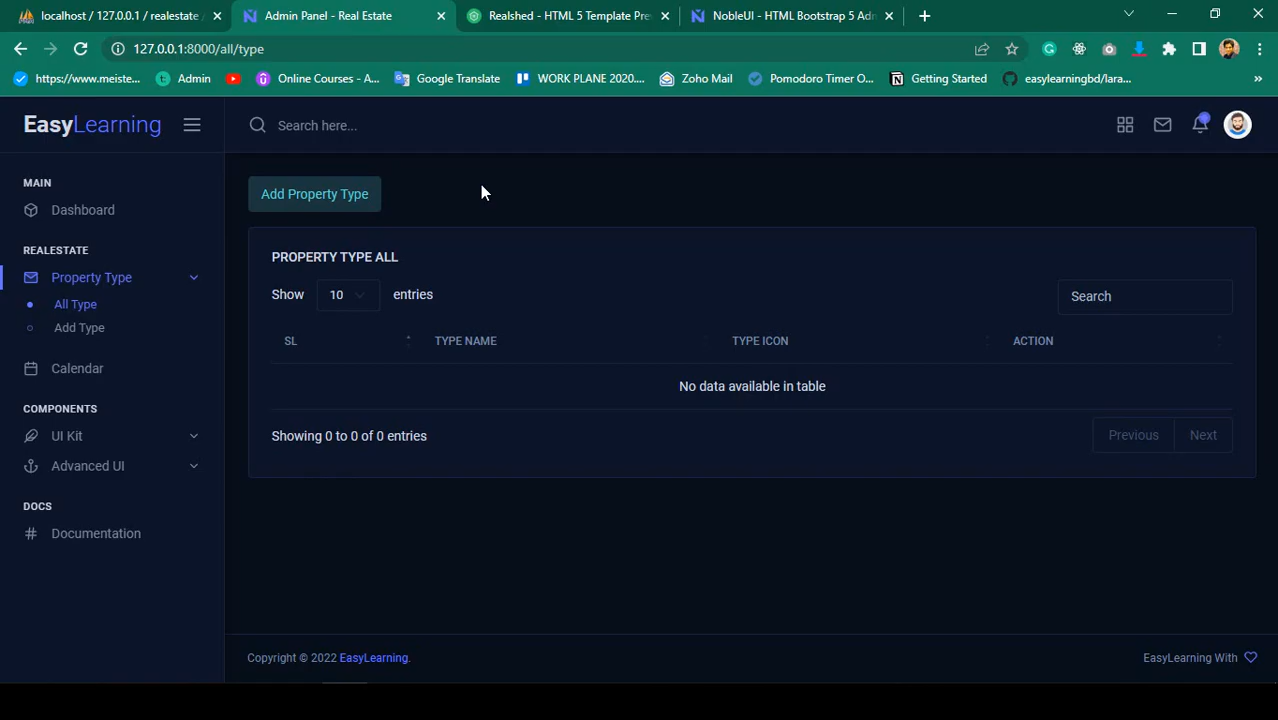 localhost / 127.0.0.1 / realestate
Admin Panel - Real Estate
Realshed - HTML 5 Template Pre
NobleUI - HTML Bootstrap 5 Adm
127.0.0.1:8000/all/type
https://www.meiste...
Admin
Online Courses - A...
Google Translate
WORK PLANE 2020....
Zoho Mail
Pomodoro Timer O...
Getting Started
easylearningbd/lara...
»
EasyLearning
Search here...
MAIN
Dashboard
REALESTATE
Property Type
All Type
Add Type
Calendar
COMPONENTS
UI Kit
Advanced UI
DOCS
Documentation
Add Property Type
PROPERTY TYPE ALL
Show 10 entries
Search
SL TYPE NAME TYPE ICON ACTION
No data available in table
Showing 0 to 0 of 0 entries
Previous Next
Copyright © 2022 EasyLearning.
EasyLearning With